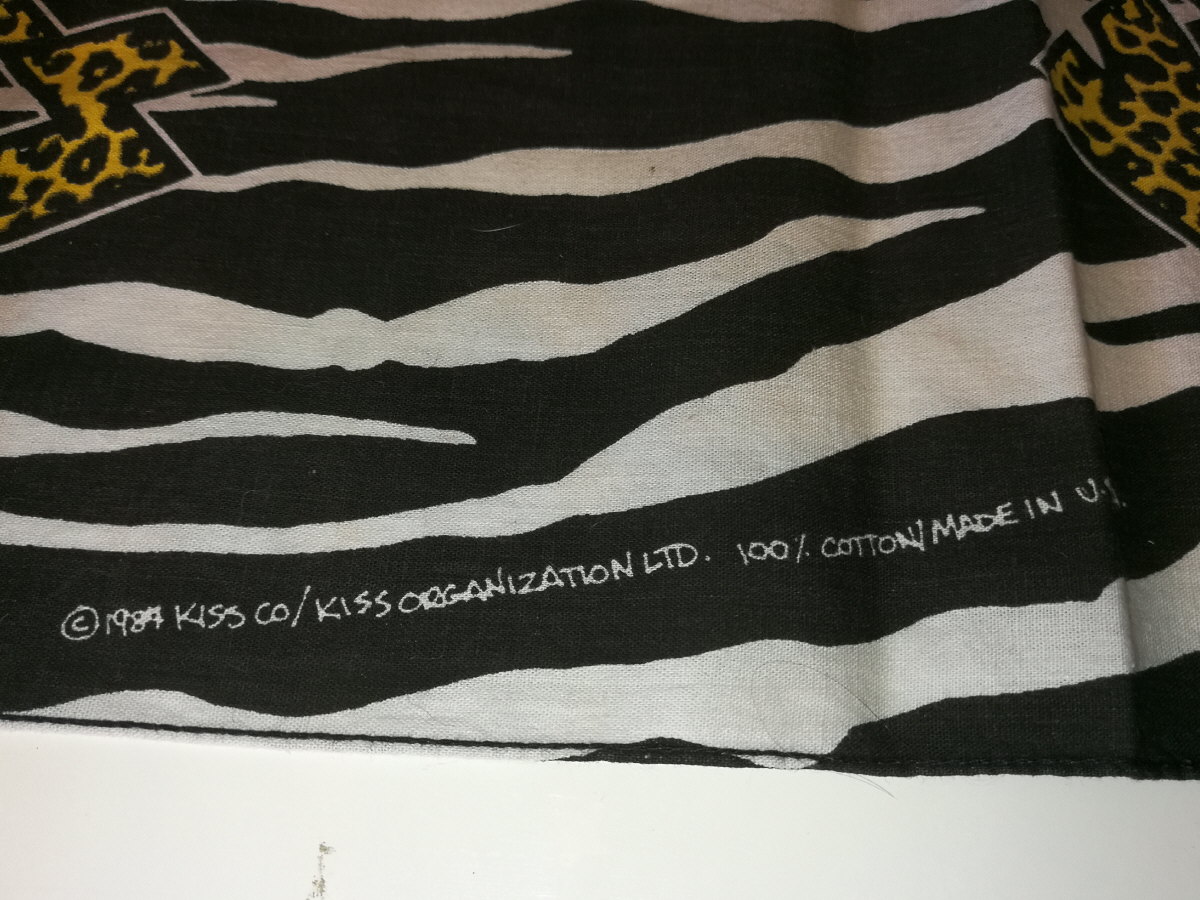 © 1984 KISS CO/KISS ORGANIZATION LTD. 100% COTTON/MADE IN U.S.